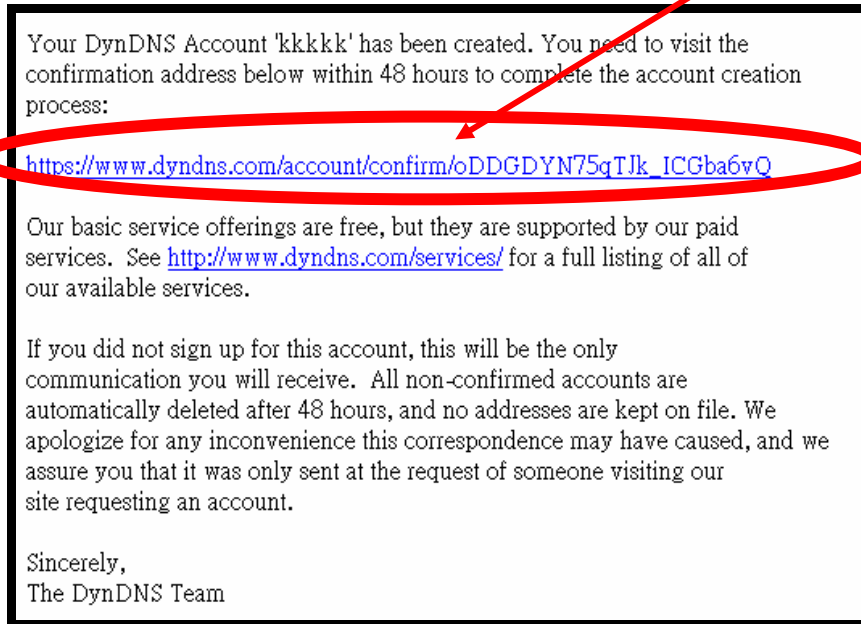 Your DynDNS Account 'kkkkk' has been created. You need to visit the
confirmation address below within 48 hours to complete the account creation
process:
https://www.dyndns.com/account/confirm/oDDGDYN75qTJk_ICGba6vQ
Our basic service offerings are free, but they are supported by our paid
services. See http://www.dyndns.com/services/ for a full listing of all of
our available services.
If you did not sign up for this account, this will be the only
communication you will receive. All non-confirmed accounts are
automatically deleted after 48 hours, and no addresses are kept on file. We
apologize for any inconvenience this correspondence may have caused, and we
assure you that it was only sent at the request of someone visiting our
site requesting an account.
Sincerely,
The DynDNS Team